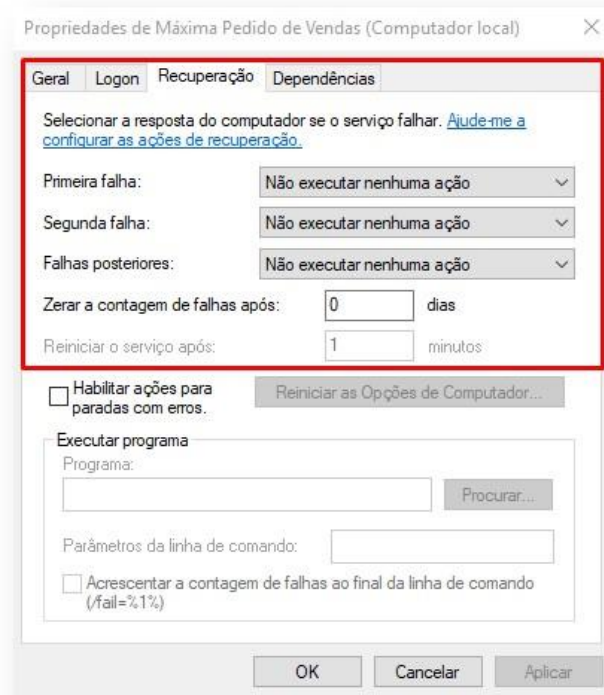 Propriedades de Máxima Pedido de Vendas (Computador local)
Geral Logon Recuperação Dependências
Selecionar a resposta do computador se o serviço falhar. Ajude-me a
configurar as ações de recuperação.
Primeira falha: Não executar nenhuma ação
Segunda falha: Não executar nenhuma ação
Falhas posteriores: Não executar nenhuma ação
Zerar a contagem de falhas após: 0 dias
Reiniciar o serviço após: 1 minutos
Habilitar ações para
paradas com erros.
Reiniciar as Opções de Computador...
Executar programa
Programa:
Procurar...
Parâmetros da linha de comando:
Acrescentar a contagem de falhas ao final da linha de comando
(/fail=%1%)
OK Cancelar Aplicar